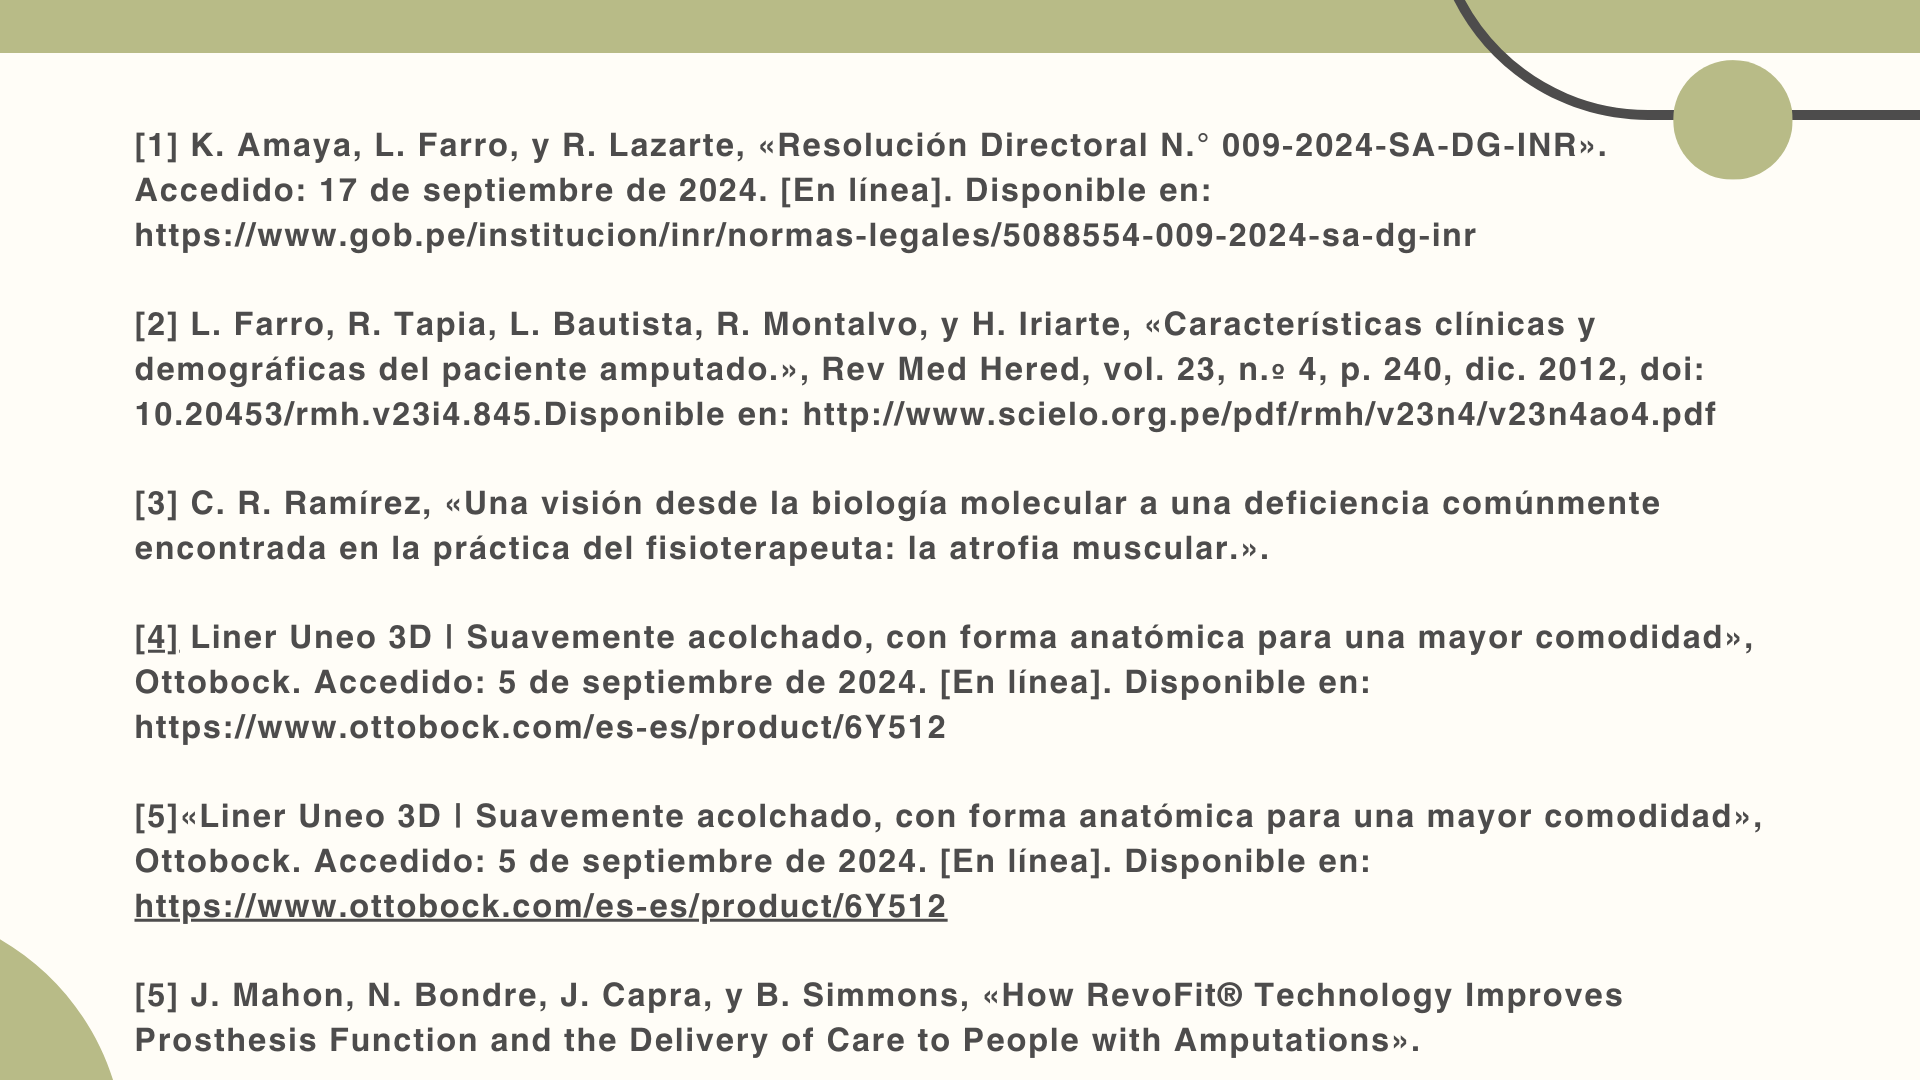 [1] K. Amaya, L. Farro, y R. Lazarte, «Resolución Directoral N.° 009-2024-SA-DG-INR».
Accedido: 17 de septiembre de 2024. [En línea]. Disponible en:
https://www.gob.pe/institucion/inr/normas-legales/5088554-009-2024-sa-dg-inr
[2] L. Farro, R. Tapia, L. Bautista, R. Montalvo, y H. Iriarte, «Características clínicas y
demográficas del paciente amputado.», Rev Med Hered, vol. 23, n.º 4, p. 240, dic. 2012, doi:
10.20453/rmh.v23i4.845.Disponible en: http://www.scielo.org.pe/pdf/rmh/v23n4/v23n4ao4.pdf
[3] C. R. Ramírez, «Una visión desde la biología molecular a una deficiencia comúnmente
encontrada en la práctica del fisioterapeuta: la atrofia muscular.».
[4] Liner Uneo 3D | Suavemente acolchado, con forma anatómica para una mayor comodidad»,
Ottobock. Accedido: 5 de septiembre de 2024. [En línea]. Disponible en:
https://www.ottobock.com/es-es/product/6Y512
[5]«Liner Uneo 3D | Suavemente acolchado, con forma anatómica para una mayor comodidad»,
Ottobock. Accedido: 5 de septiembre de 2024. [En línea]. Disponible en:
https://www.ottobock.com/es-es/product/6Y512
[5] J. Mahon, N. Bondre, J. Capra, y B. Simmons, «How RevoFit® Technology Improves
Prosthesis Function and the Delivery of Care to People with Amputations».